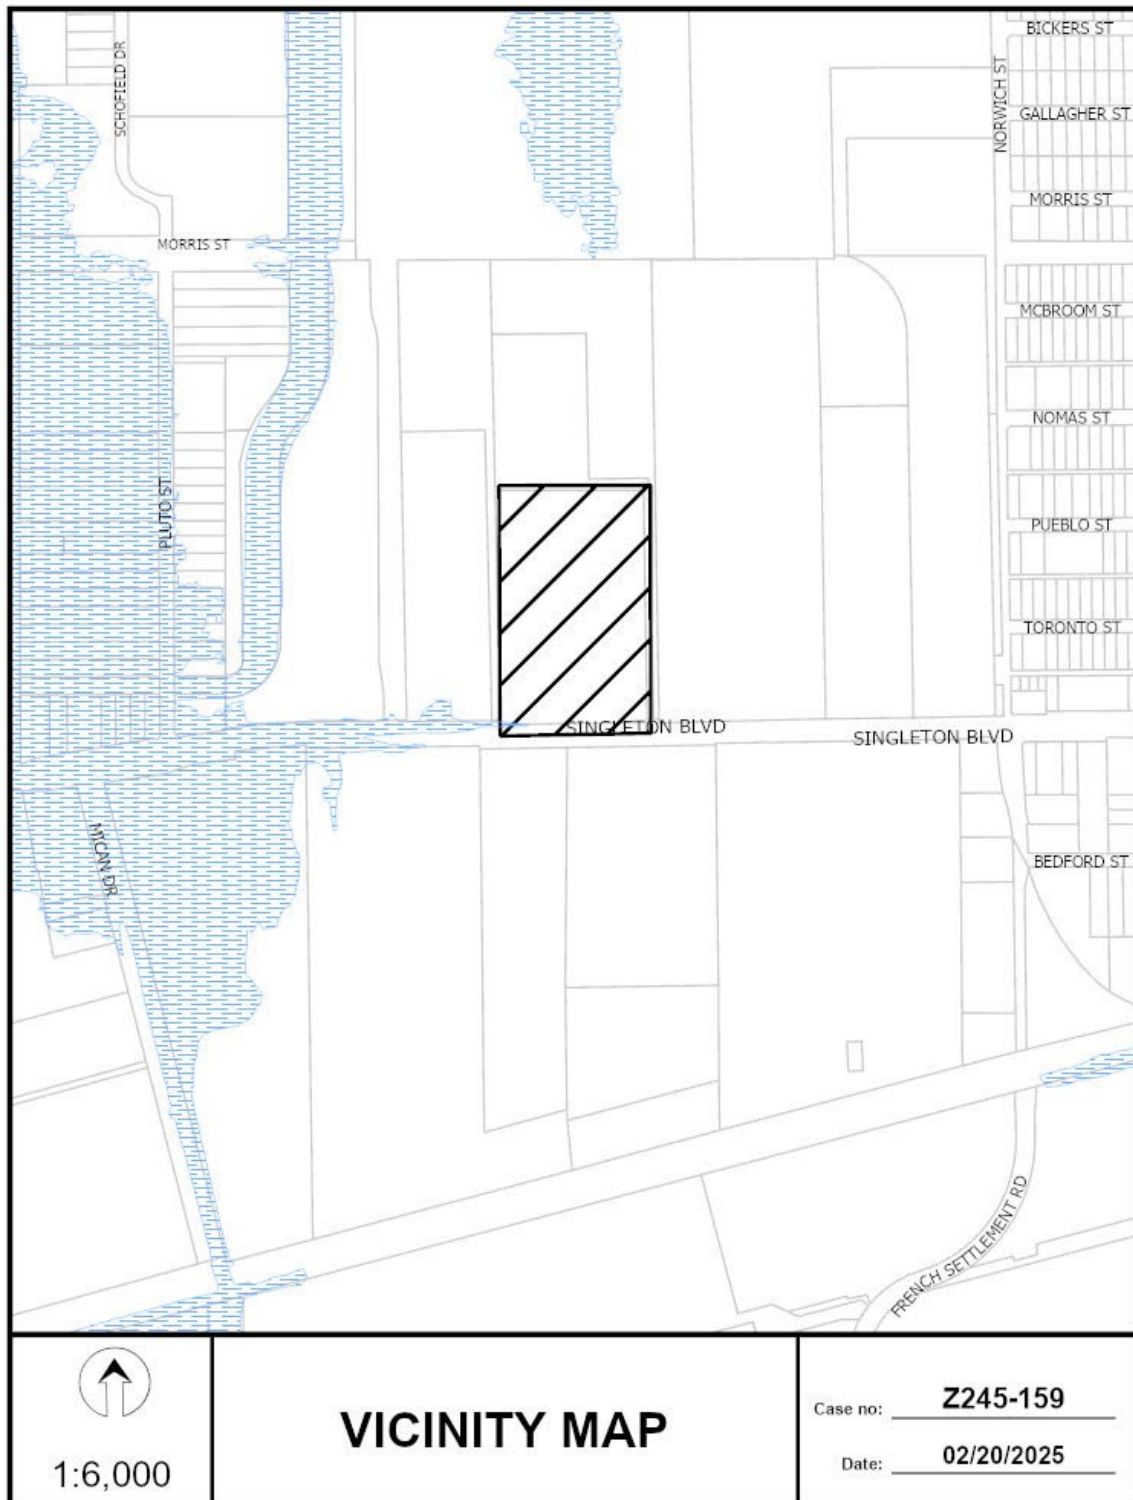 BICKERS ST
SCHOFIELD DR
NORWICH ST
GALLAGHER ST
MORRIS ST
MORRIS ST
MCBROOM ST
NOMAS ST
PLUTO ST
PUEBLO ST
TORONTO ST
SINGLETON BLVD
SINGLETON BLVD
MICAN DR
BEDFORD ST
FRENCH SETTLEMENT RD
1:6,000
VICINITY MAP
Case no: Z245-159
Date: 02/20/2025